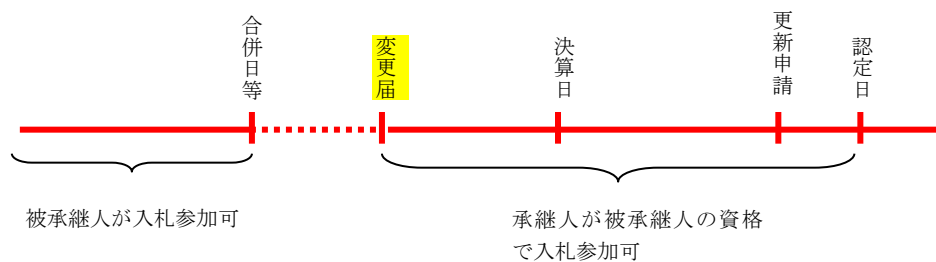 合併日等
変更届
決算日
更新申請
認定日
被承継人が入札参加可
承継人が被承継人の資格
で入札参加可